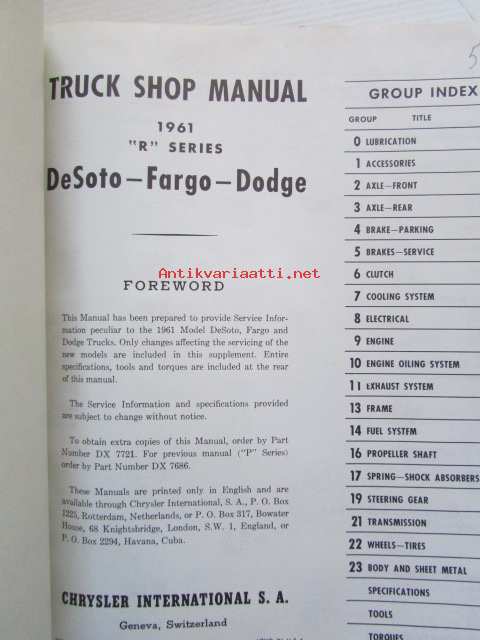 TRUCK SHOP MANUAL
1961
"R" SERIES
DeSoto—Fargo—Dodge
Antikvariaatti.net
FOREWORD
This Manual has been prepared to provide Service Infor-
mation peculiar to the 1961 Model DeSoto, Fargo and
Dodge Trucks. Only changes affecting the servicing of the
new models are included in this supplement. Entire
specifications, tools and torques are included at the rear
of this manual.
The Service Information and specifications provided
are subject to change without notice.
To obtain extra copies of this Manual, order by Part
Number DX 7721. For previous manual ("P" Series)
order by Part Number DX 7686.
These Manuals are printed only in English and are
available through Chrysler International, S. A., P. O. Box
1225, Rotterdam, Netherlands, or P. O. Box 317, Bowater
House, 68 Knightsbridge, London, S.W. 1, England, or
P. O. Box 2294, Havana, Cuba.
CHRYSLER INTERNATIONAL S. A.
Geneva, Switzerland
5
GROUP INDEX
GROUP TITLE
0 LUBRICATION
1 ACCESSORIES
2 AXLE—FRONT
3 AXLE—REAR
4 BRAKE—PARKING
5 BRAKES—SERVICE
6 CLUTCH
7 COOLING SYSTEM
8 ELECTRICAL
9 ENGINE
10 ENGINE OILING SYSTEM
11 EXHAUST SYSTEM
13 FRAME
14 FUEL SYSTEM
16 PROPELLER SHAFT
17 SPRING—SHOCK ABSORBERS
19 STEERING GEAR
21 TRANSMISSION
22 WHEELS—TIRES
23 BODY AND SHEET METAL
SPECIFICATIONS
TOOLS
TORQUES